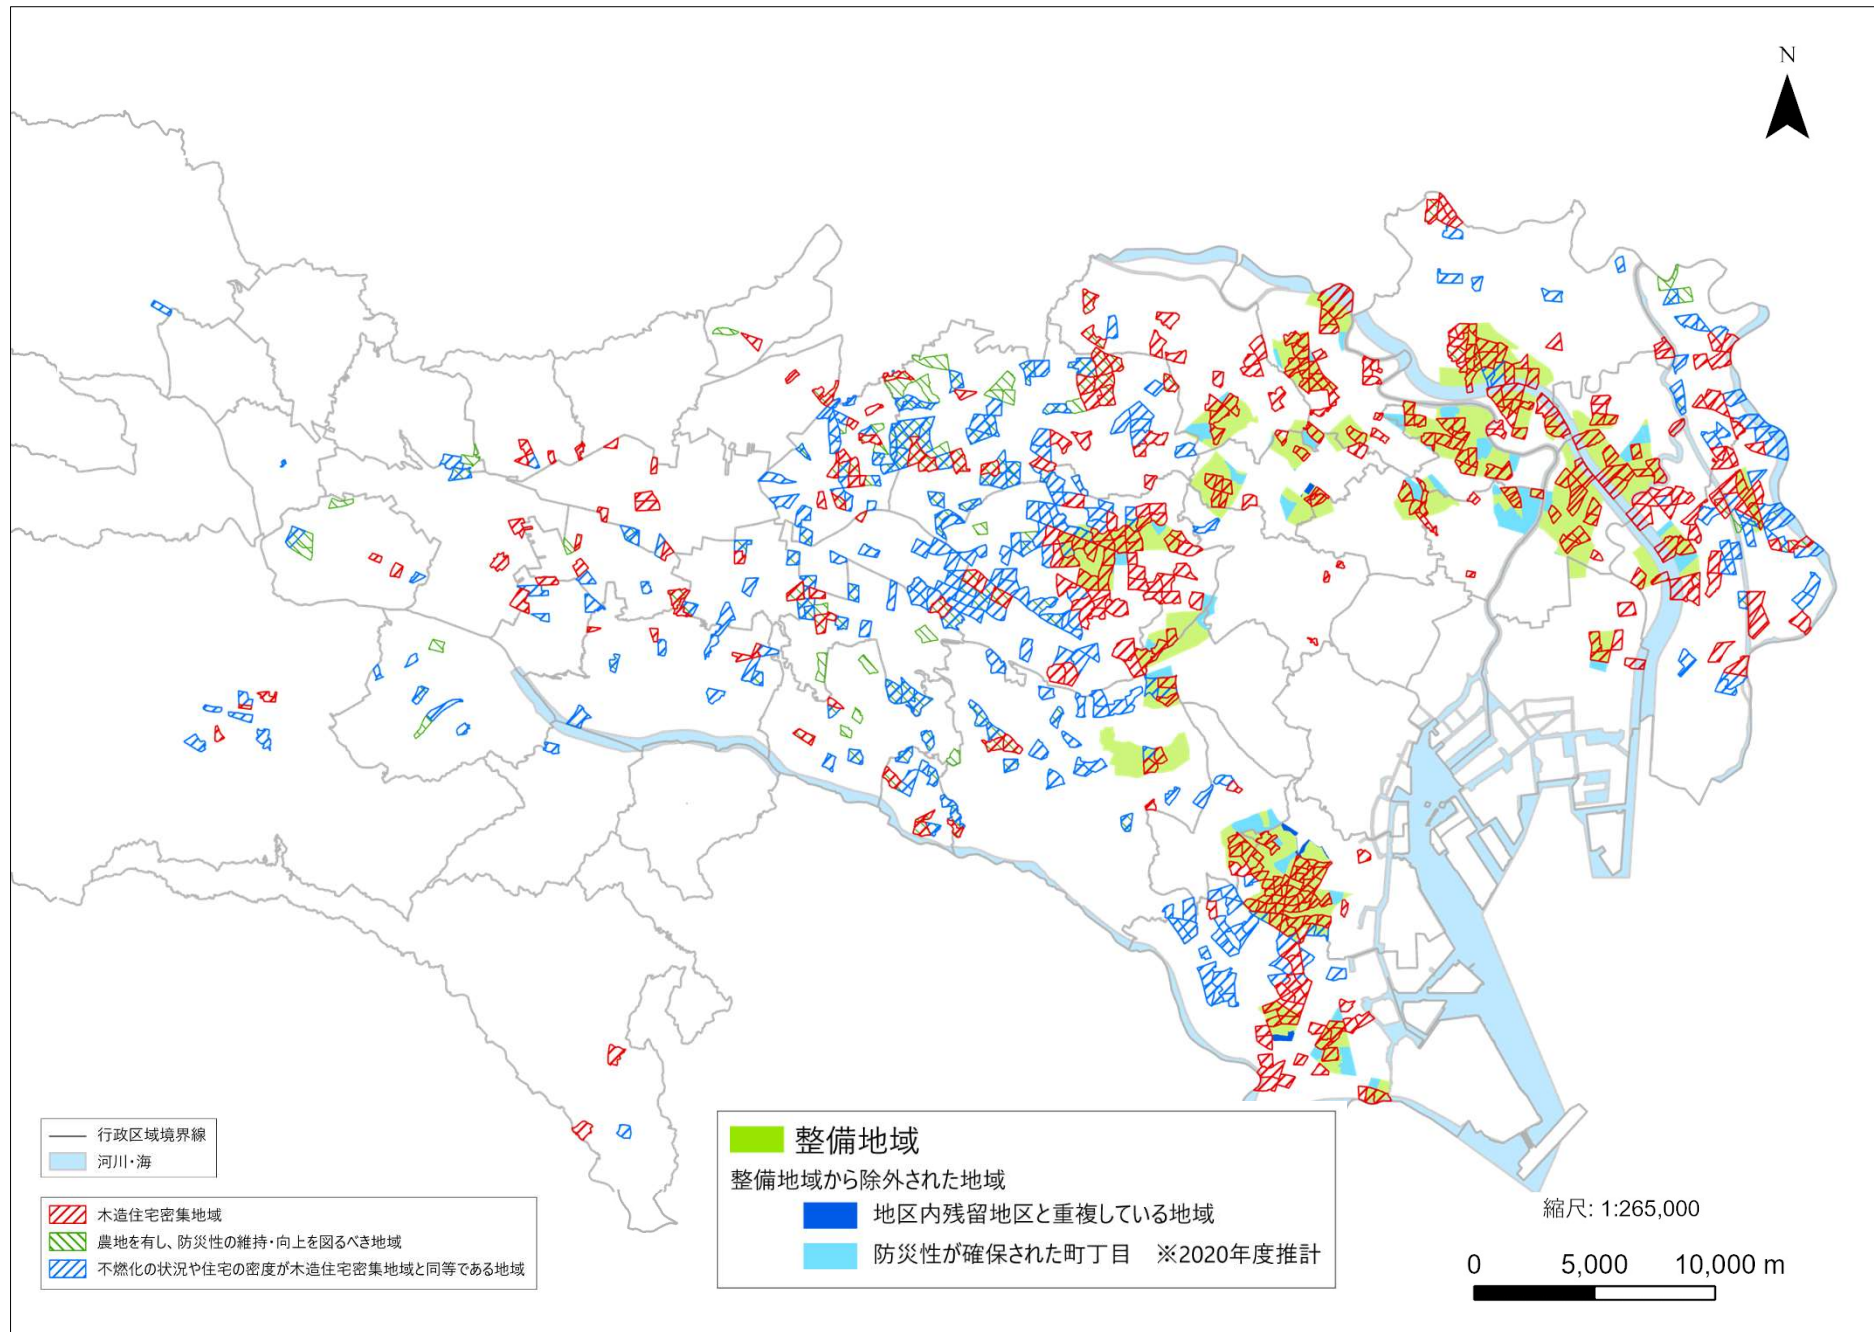 N
行政区域境界線
河川・海
木造住宅密集地域
農地を有し、防災性の維持・向上を図るべき地域
不燃化の状況や住宅の密度が木造住宅密集地域と同等である地域
整備地域
整備地域から除外された地域
地区内残留地区と重複している地域
防災性が確保された町丁目　※2020年度推計
縮尺: 1:265,000
0 5,000 10,000 m